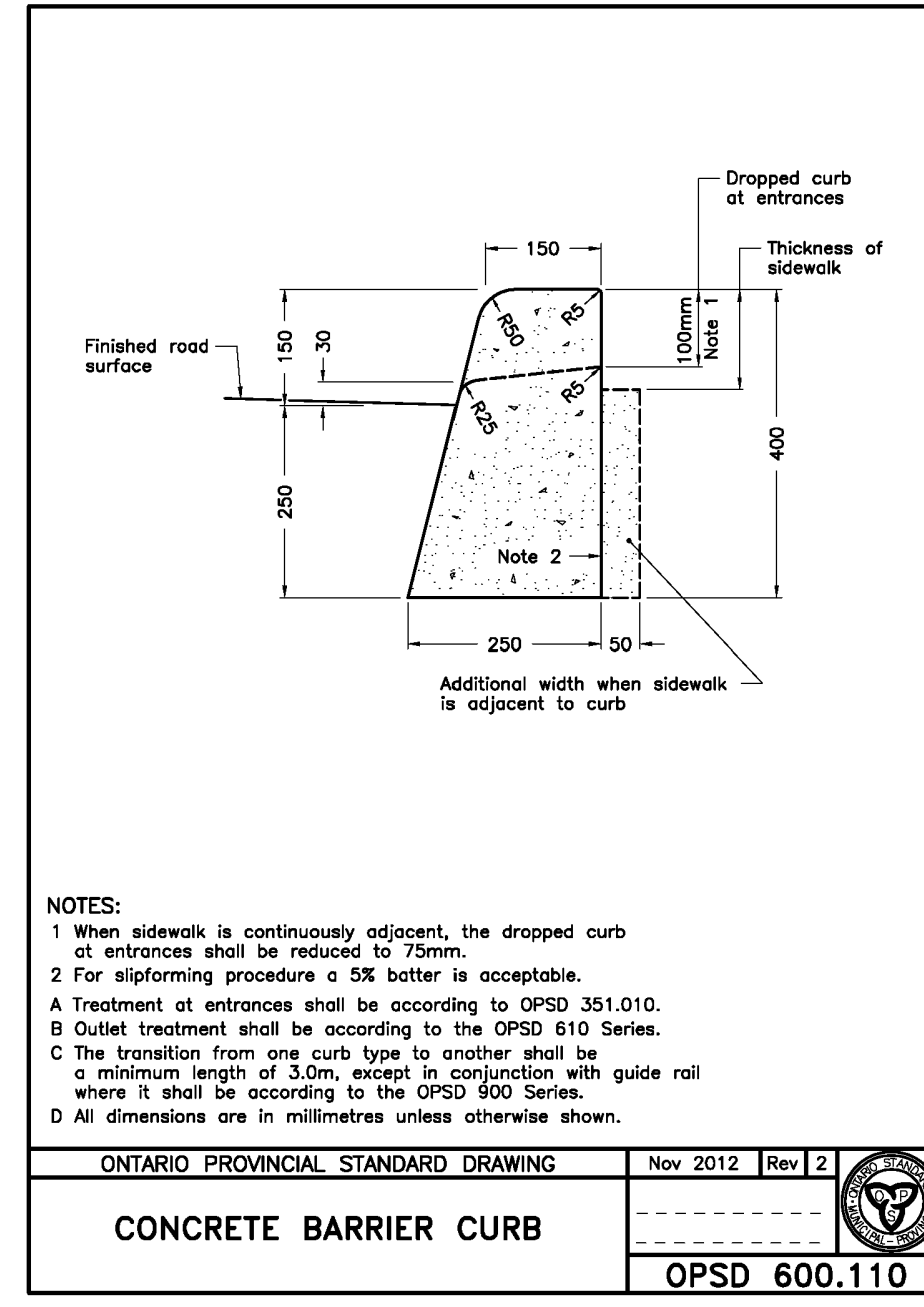 Dropped curb
at entrances
150
Thickness of
sidewalk
Finished road
surface
150
30
R50
R5
100mm
Note 1
R25
R5
400
250
Note 2
250
50
Additional width when sidewalk
is adjacent to curb
NOTES:
1 When sidewalk is continuously adjacent, the dropped curb
at entrances shall be reduced to 75mm.
2 For slipforming procedure a 5% batter is acceptable.
A Treatment at entrances shall be according to OPSD 351.010.
B Outlet treatment shall be according to the OPSD 610 Series.
C The transition from one curb type to another shall be
a minimum length of 3.0m, except in conjunction with guide rail
where it shall be according to the OPSD 900 Series.
D All dimensions are in millimetres unless otherwise shown.
ONTARIO PROVINCIAL STANDARD DRAWING
Nov 2012 Rev 2
CONCRETE BARRIER CURB
OPS
OPSD 600.110